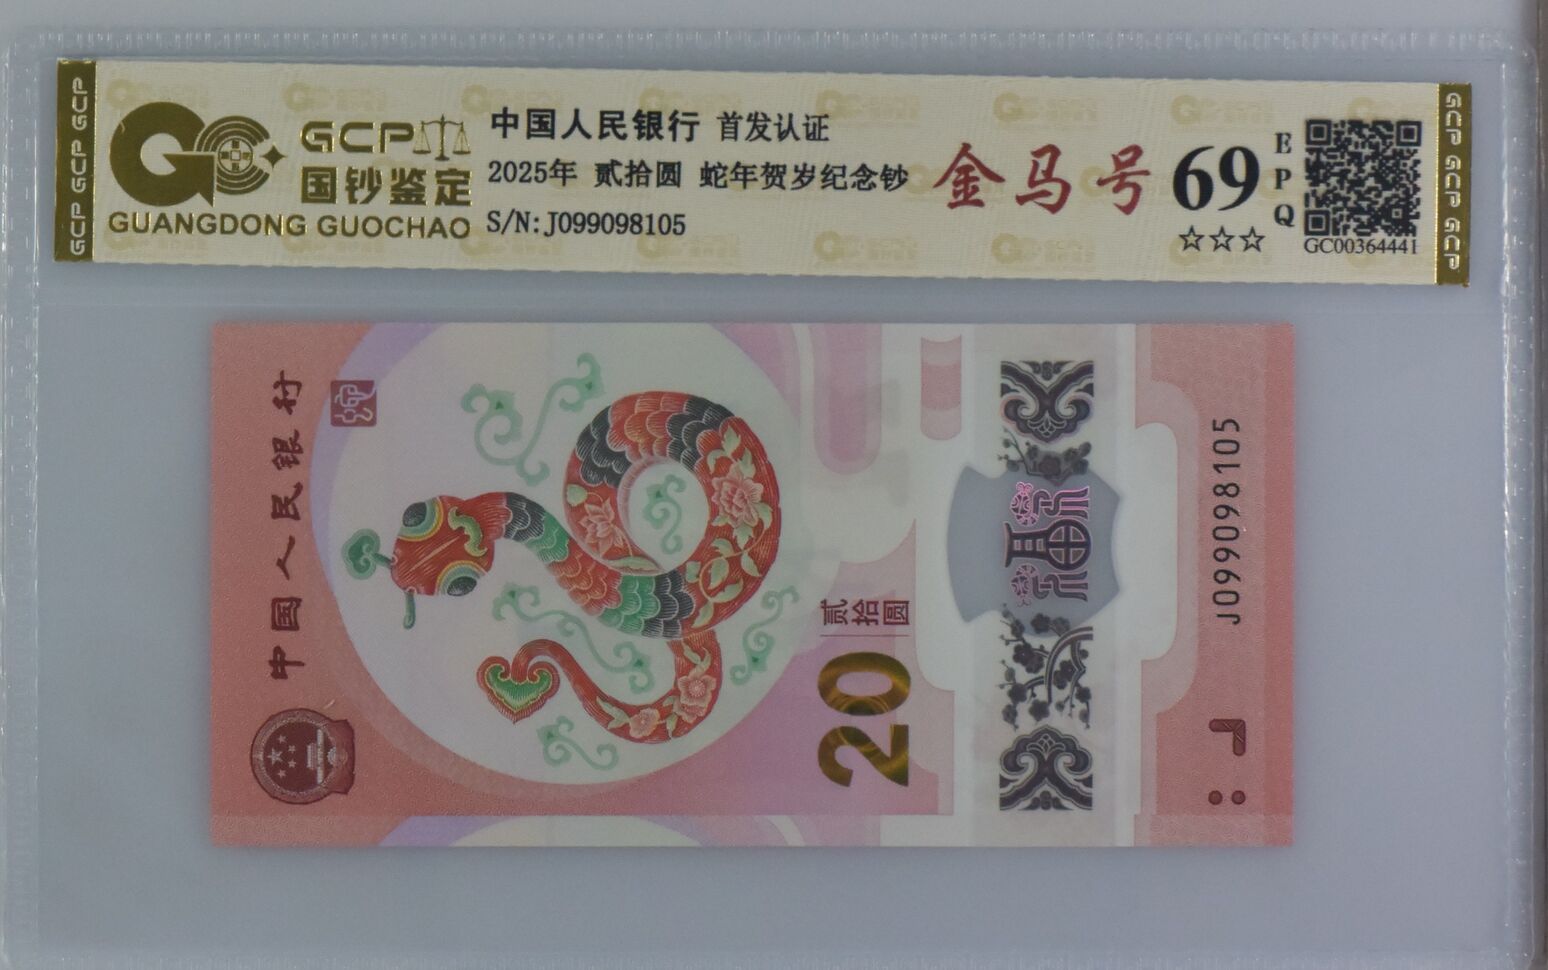 GCP GCP GCP
GCP
国钞鉴定
GUANGDONG GUOCHAO
中国人民银行 首发认证
2025年 贰拾圆 蛇年贺岁纪念钞
S/N:J099098105
金马号
69
EPQ
☆☆☆
GC00364441
GCP GCP GCP
中国人民银行
贰拾圆
20
J099098105